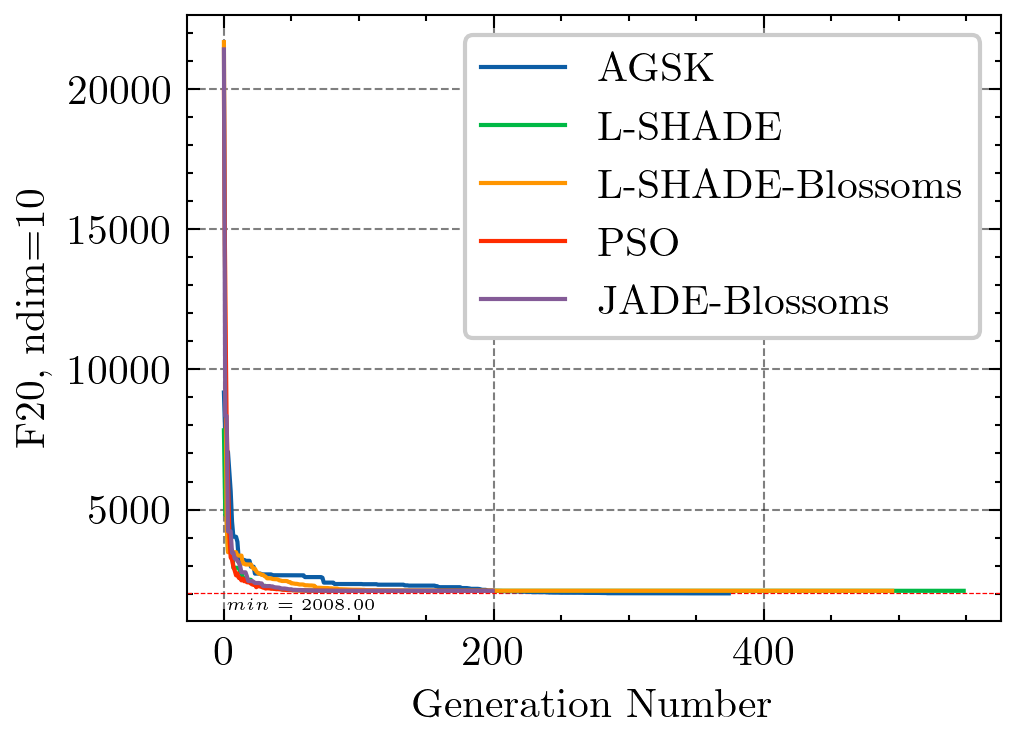 20000
15000
10000
5000
F20, ndim=10
AGSK
L-SHADE
L-SHADE-Blossoms
PSO
JADE-Blossoms
min = 2008.00
0
200
400
Generation Number